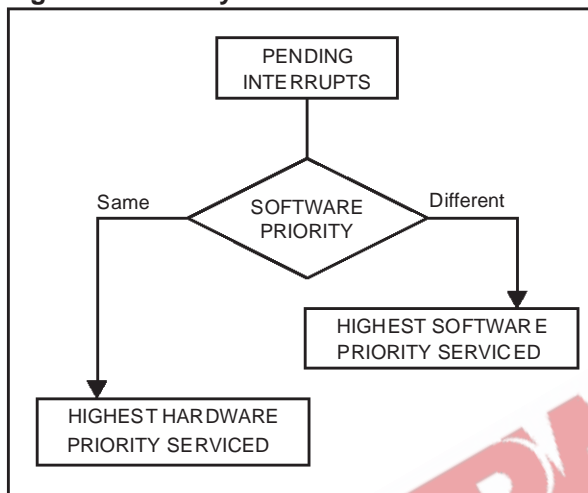 PENDING
INTERRUPTS
Same
SOFTWARE
PRIORITY
Different
HIGHEST SOFTWARE
PRIORITY SERVICED
HIGHEST HARDWARE
PRIORITY SERVICED